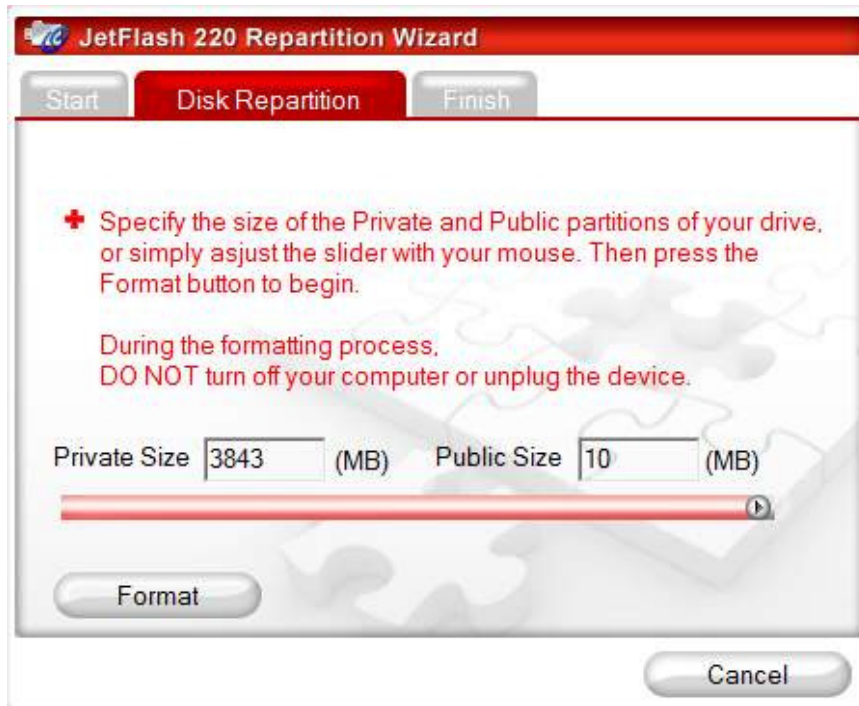 JetFlash 220 Repartition Wizard
Start Disk Repartition Finish
Specify the size of the Private and Public partitions of your drive,
or simply asjust the slider with your mouse. Then press the
Format button to begin.
During the formatting process,
DO NOT turn off your computer or unplug the device.
Private Size 3843 (MB) Public Size 10 (MB)
Format
Cancel